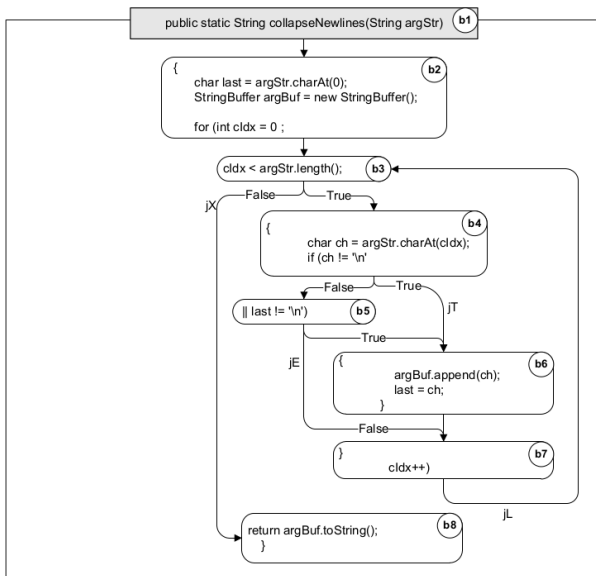 public static String collapseNewlines(String argStr) b1
{ b2
char last = argStr.charAt(0);
StringBuffer argBuf = new StringBuffer();
for (int cIdx = 0 ;
cIdx < argStr.length(); b3
False True
jX
{ b4
char ch = argStr.charAt(cIdx);
if (ch != '\n'
False True
|| last != '\n') b5
jT
True
jE
{ b6
argBuf.append(ch);
last = ch;
}
False
} b7
cIdx++)
jL
return argBuf.toString(); b8
}